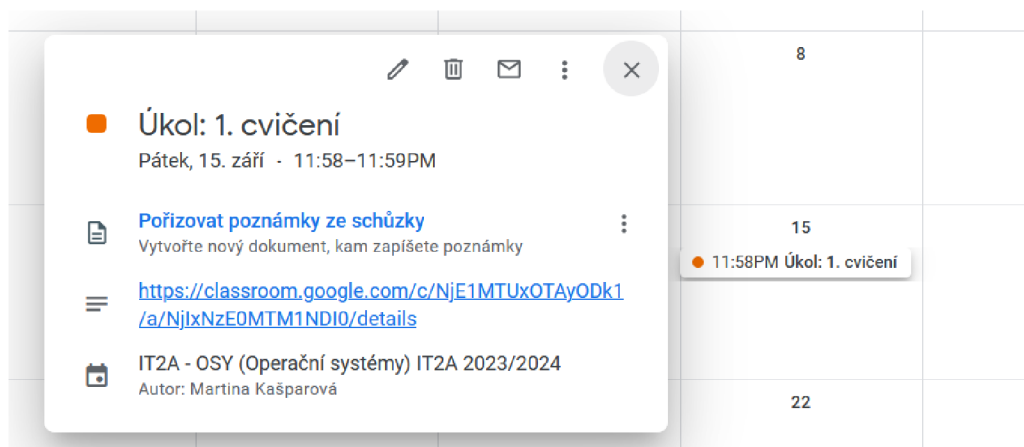 8
Úkol: 1. cvičení
Pátek, 15. září - 11:58–11:59PM
Pořizovat poznámky ze schůzky
Vytvořte nový dokument, kam zapíšete poznámky
15
11:58PM Úkol: 1. cvičení
https://classroom.google.com/c/NjE1MTUxOTAyODk1
/a/NjIxNzE0MTM1NDI0/details
IT2A - OSY (Operační systémy) IT2A 2023/2024
Autor: Martina Kašparová
22